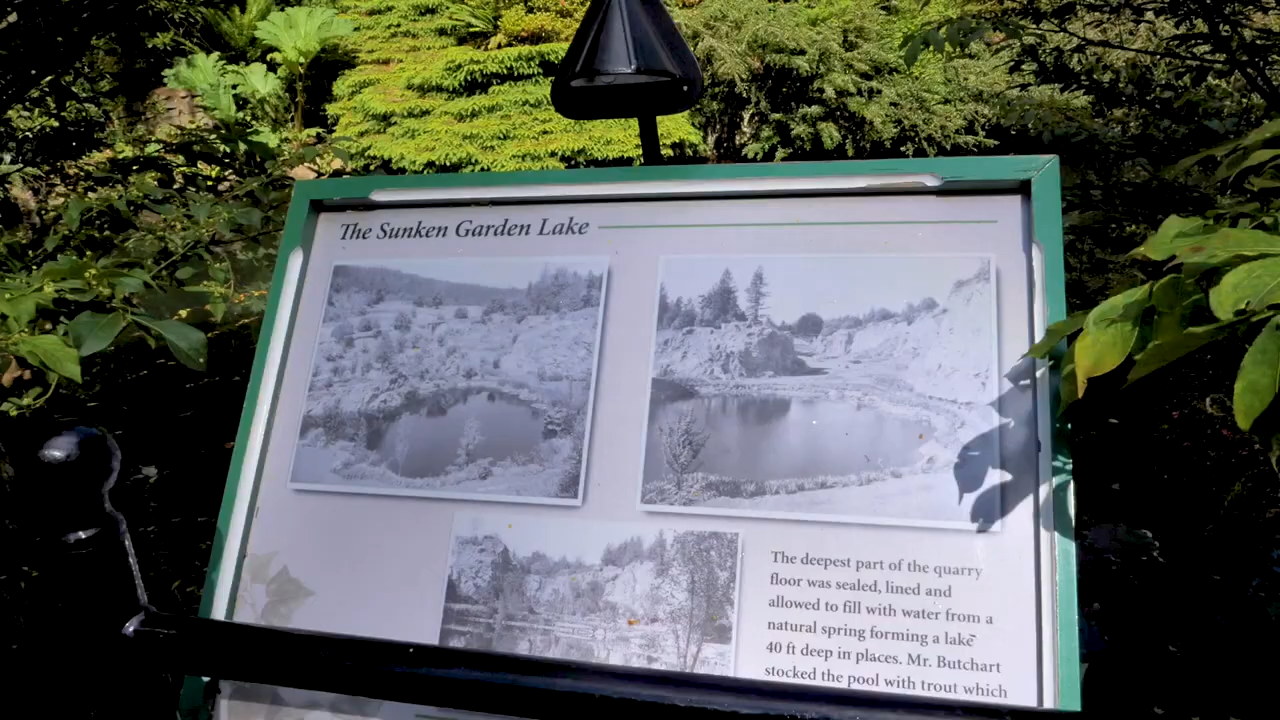 The Sunken Garden Lake
The deepest part of the quarry
floor was sealed, lined and
allowed to fill with water from a
natural spring forming a lake
40 ft deep in places. Mr. Butchart
stocked the pool with trout which